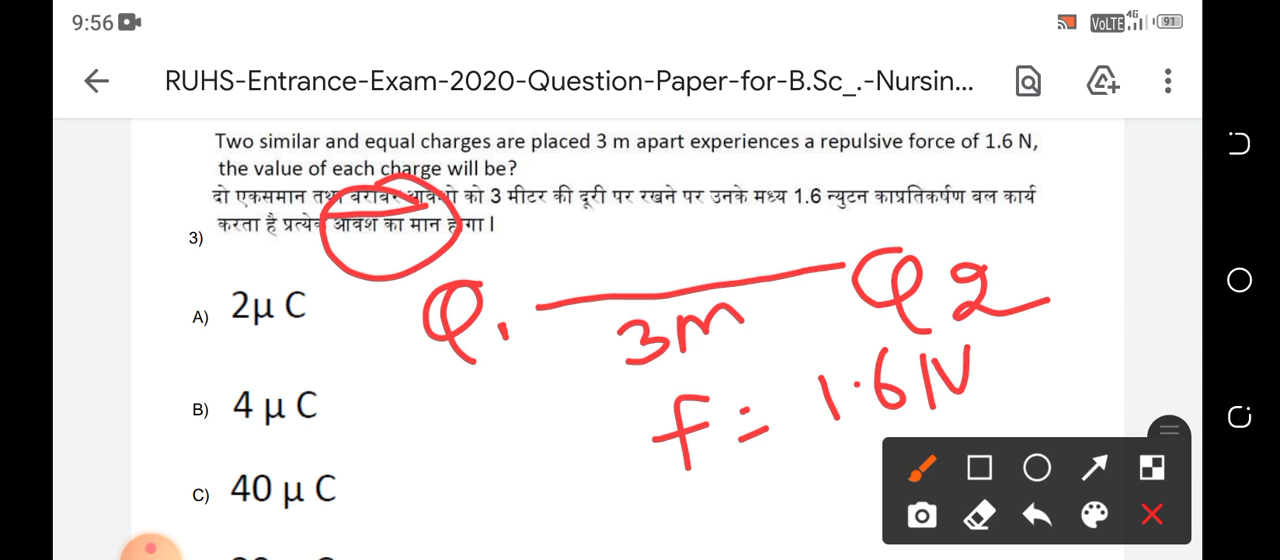 9:56
VoLTE 4G 91
RUHS-Entrance-Exam-2020-Question-Paper-for-B.Sc_.-Nursin...
Two similar and equal charges are placed 3 m apart experiences a repulsive force of 1.6 N,
the value of each charge will be?
दो एकसमान तथा बराबर आवेशो को 3 मीटर की दूरी पर रखने पर उनके मध्य 1.6 न्युटन काप्रतिकर्षण बल कार्य
3) करता है प्रत्येक आवेश का मान होगा।
Q1 3m Q2
A) 2μ C
F = 1.6 N
B) 4 μ C
C) 40 μ C